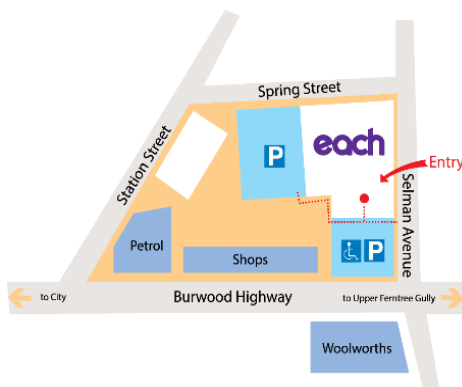 Spring Street
Station Street
P
each
Entry
Selman Avenue
Petrol
Shops
P
Burwood Highway
to City
to Upper Ferntree Gully
Woolworths